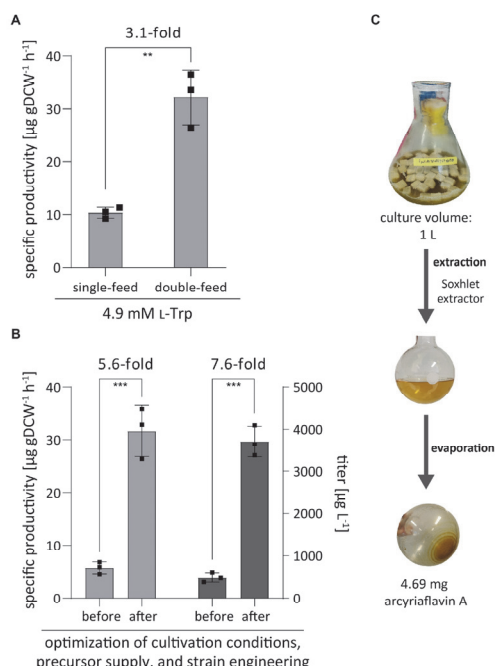 A
3.1-fold
**
specific productivity [µg gDCW⁻¹ h⁻¹]
40
30
20
10
0
single-feed double-feed
4.9 mM L-Trp
B
5.6-fold 7.6-fold
*** ***
specific productivity [µg gDCW⁻¹ h⁻¹]
40
30
20
10
0
5000
4000
3000
2000
1000
0
titer [µg L⁻¹]
before after before after
optimization of cultivation conditions,
precursor supply, and strain engineering
C
culture volume:
1 L
extraction
Soxhlet
extractor
evaporation
4.69 mg
arcyriaflavin A